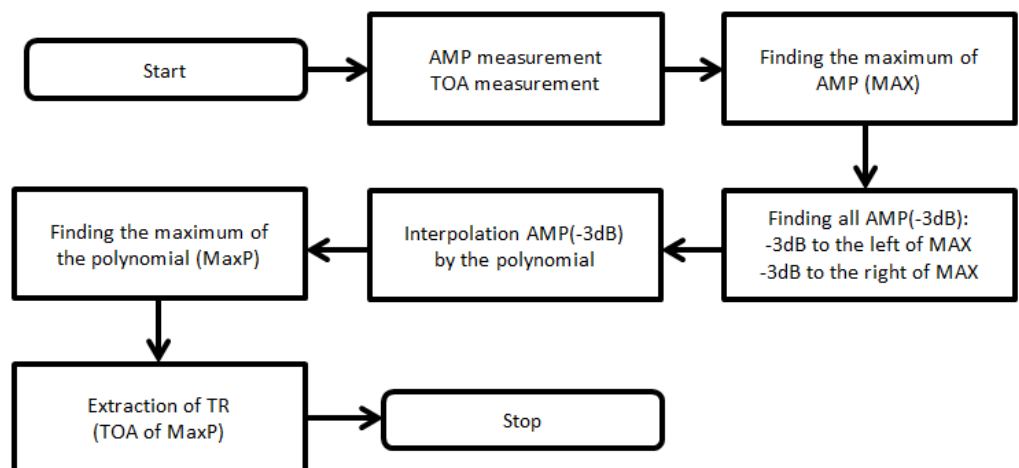 Start
AMP measurement
TOA measurement
Finding the maximum of
AMP (MAX)
Finding all AMP(-3dB):
-3dB to the left of MAX
-3dB to the right of MAX
Interpolation AMP(-3dB)
by the polynomial
Finding the maximum of
the polynomial (MaxP)
Extraction of TR
(TOA of MaxP)
Stop